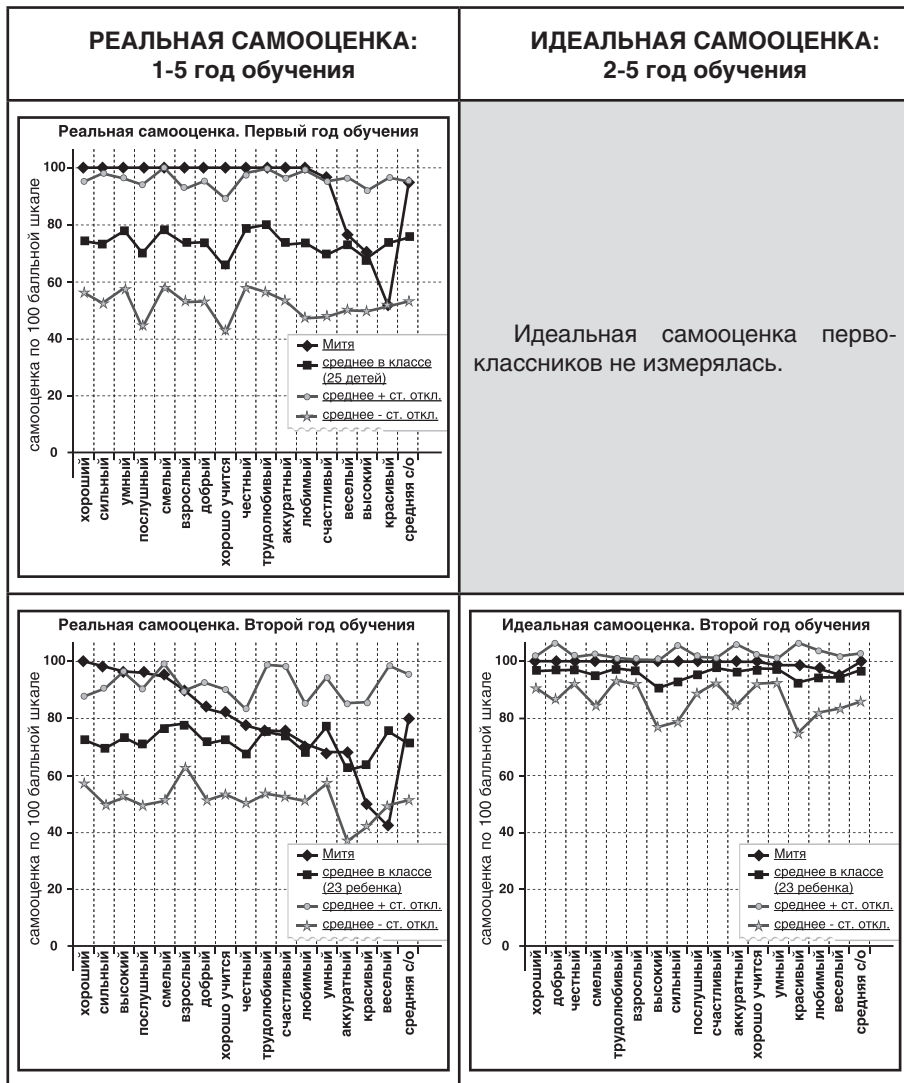 РЕАЛЬНАЯ САМООЦЕНКА:
1-5 год обучения
ИДЕАЛЬНАЯ САМООЦЕНКА:
2-5 год обучения
Реальная самооценка. Первый год обучения
самооценка по 100 балльной шкале
100
80
60
40
20
0
Митя
среднее в классе
(25 детей)
среднее + ст. откл.
среднее - ст. откл.
хороший
сильный
умный
послушный
смелый
взрослый
добрый
хорошо учится
честный
трудолюбивый
аккуратный
любимый
счастливый
веселый
высокий
красивый
средняя с/о
Идеальная самооценка перво-
классников не измерялась.
Реальная самооценка. Второй год обучения
самооценка по 100 балльной шкале
100
80
60
40
20
0
Митя
среднее в классе
(23 ребенка)
среднее + ст. откл.
среднее - ст. откл.
хороший
сильный
высокий
послушный
смелый
взрослый
добрый
хорошо учится
честный
трудолюбивый
счастливый
любимый
умный
аккуратный
красивый
веселый
средняя с/о
Идеальная самооценка. Второй год обучения
100
80
60
40
20
0
Митя
среднее в классе
(23 ребенка)
среднее + ст. откл.
среднее - ст. откл.
хороший
добрый
честный
смелый
трудолюбивый
взрослый
высокий
сильный
послушный
счастливый
аккуратный
хорошо учится
умный
красивый
любимый
веселый
средняя с/о